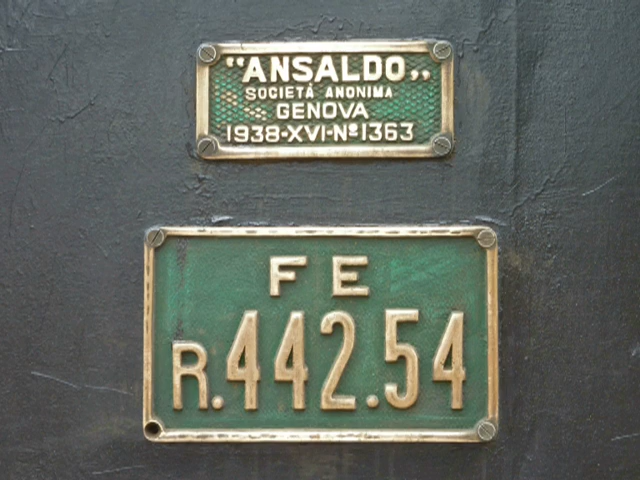 “ANSALDO„
SOCIETÀ ANONIMA
GENOVA
1938-XVI-Nº1363
FE
R.442.54